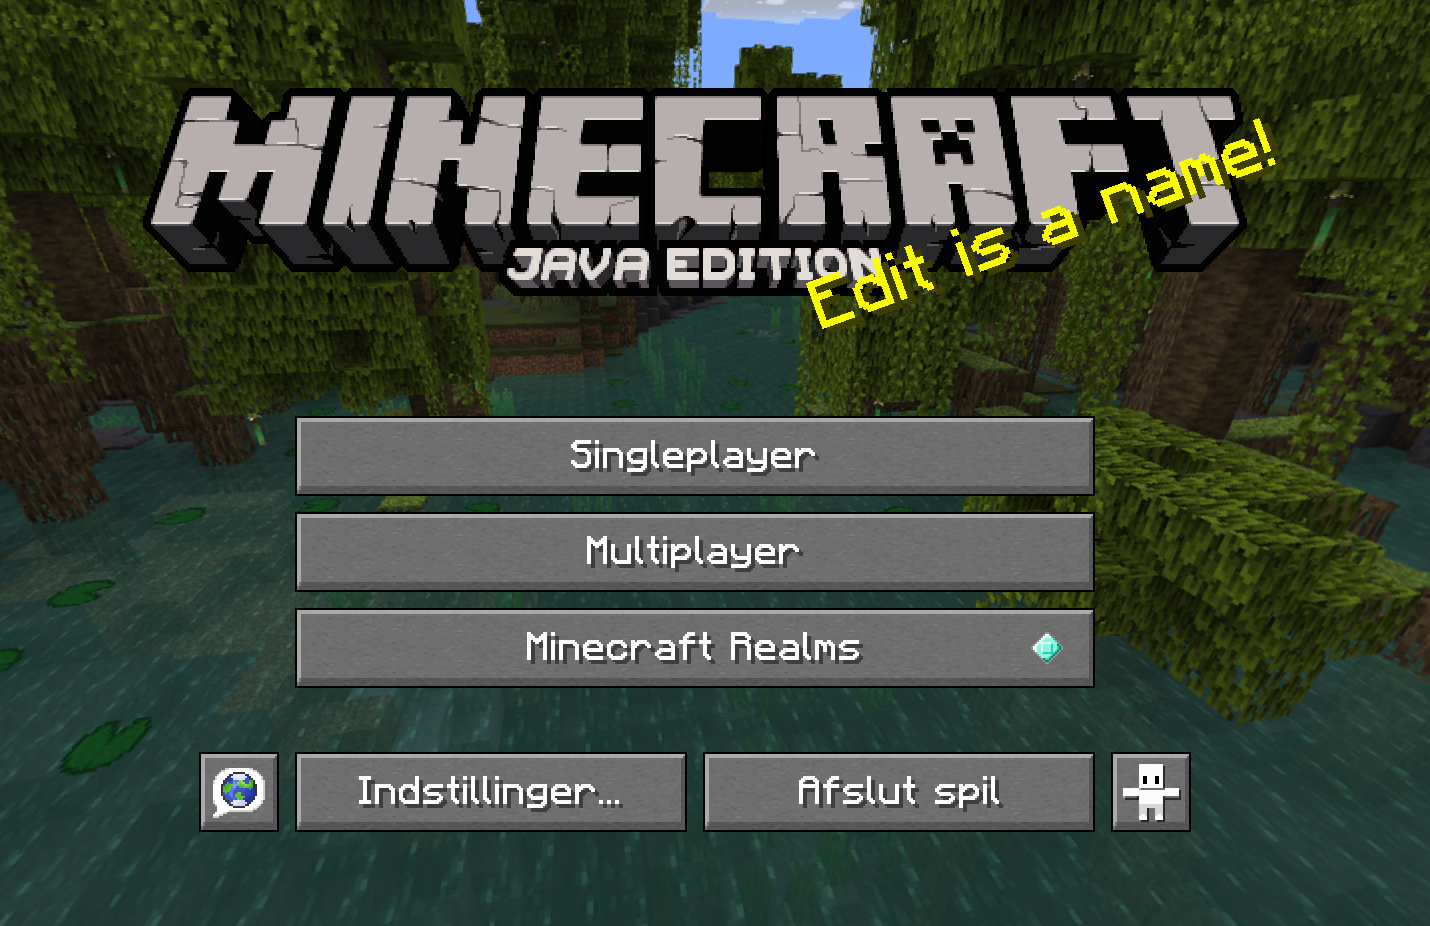 MINECRAFT
JAVA EDITION
Edit is a name!
Singleplayer
Multiplayer
Minecraft Realms
Indstillinger...
Afslut spil